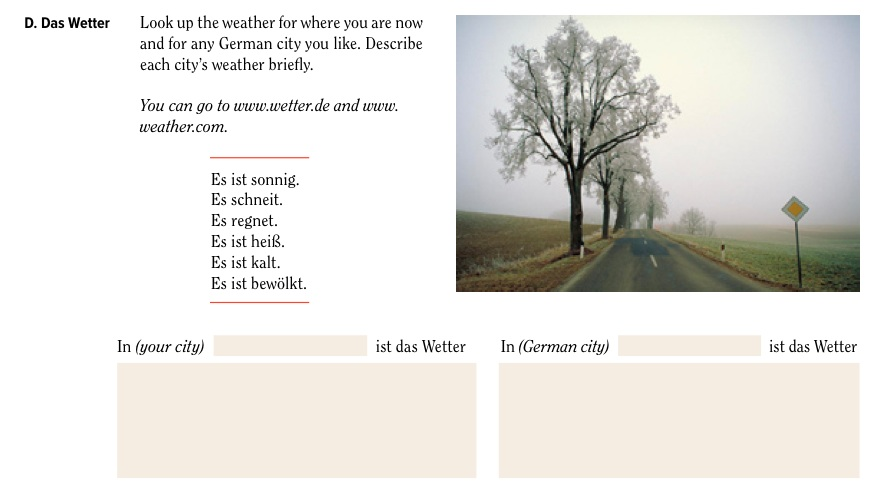 D. Das Wetter
Look up the weather for where you are now
and for any German city you like. Describe
each city's weather briefly.
You can go to www.wetter.de and www.
weather.com.
Es ist sonnig.
Es schneit.
Es regnet.
Es ist heiß.
Es ist kalt.
Es ist bewölkt.
In (your city) ist das Wetter
In (German city) ist das Wetter